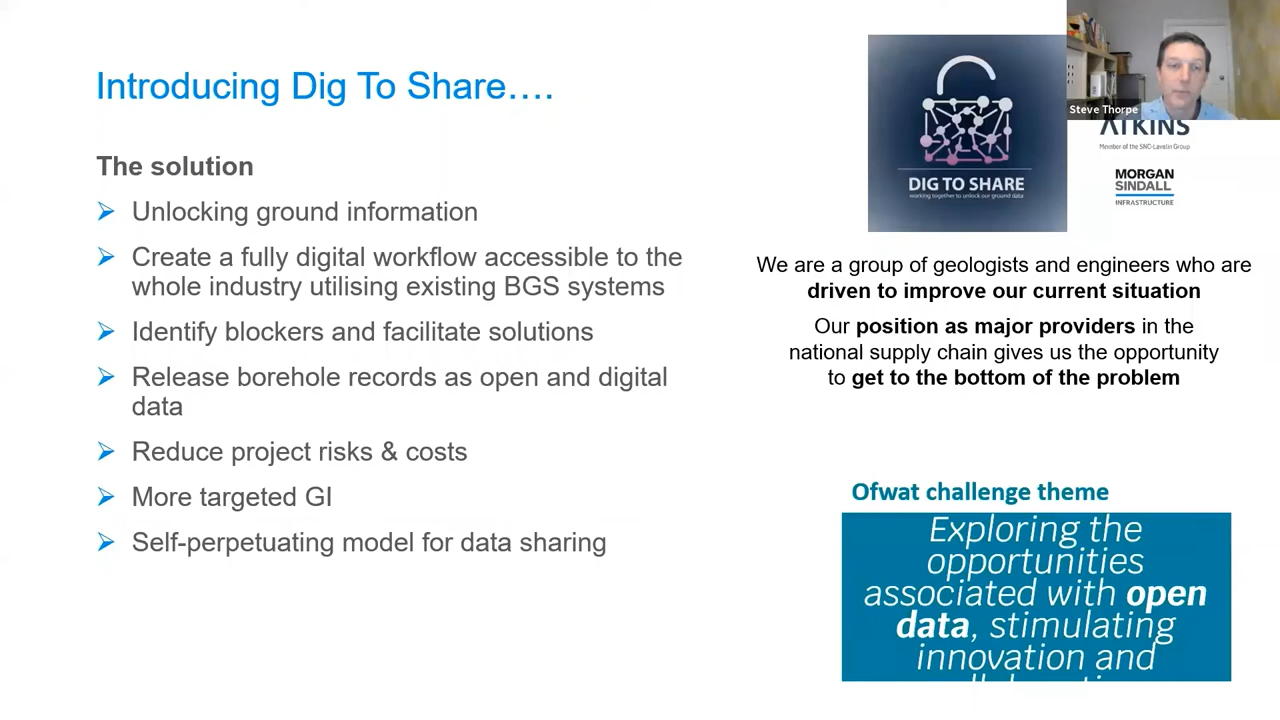 Introducing Dig To Share….
The solution
Unlocking ground information
Create a fully digital workflow accessible to the
whole industry utilising existing BGS systems
Identify blockers and facilitate solutions
Release borehole records as open and digital
data
Reduce project risks & costs
More targeted GI
Self-perpetuating model for data sharing
DIG TO SHARE
working together to unlock our ground data
Steve Thorpe
ATKINS
Member of the SNC-Lavalin Group
MORGAN
SINDALL
INFRASTRUCTURE
We are a group of geologists and engineers who are
driven to improve our current situation
Our position as major providers in the
national supply chain gives us the opportunity
to get to the bottom of the problem
Ofwat challenge theme
Exploring the
opportunities
associated with open
data, stimulating
innovation and